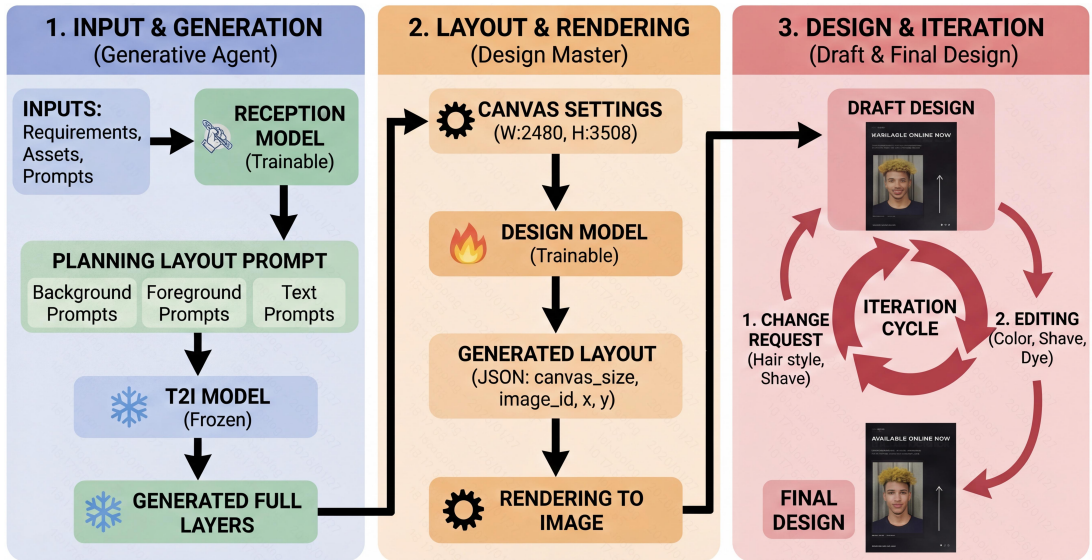 1. INPUT & GENERATION
(Generative Agent)
INPUTS:
Requirements,
Assets,
Prompts
RECEPTION
MODEL
(Trainable)
PLANNING LAYOUT PROMPT
Background
Prompts
Foreground
Prompts
Text
Prompts
T2I MODEL
(Frozen)
GENERATED FULL
LAYERS
2. LAYOUT & RENDERING
(Design Master)
CANVAS SETTINGS
(W:2480, H:3508)
DESIGN MODEL
(Trainable)
GENERATED LAYOUT
(JSON: canvas_size,
image_id, x, y)
RENDERING TO
IMAGE
3. DESIGN & ITERATION
(Draft & Final Design)
DRAFT DESIGN
ONLINE NOW
ITERATION
CYCLE
1. CHANGE
REQUEST
(Hair style,
Shave)
2. EDITING
(Color, Shave,
Dye)
AVAILABLE ONLINE NOW
FINAL
DESIGN